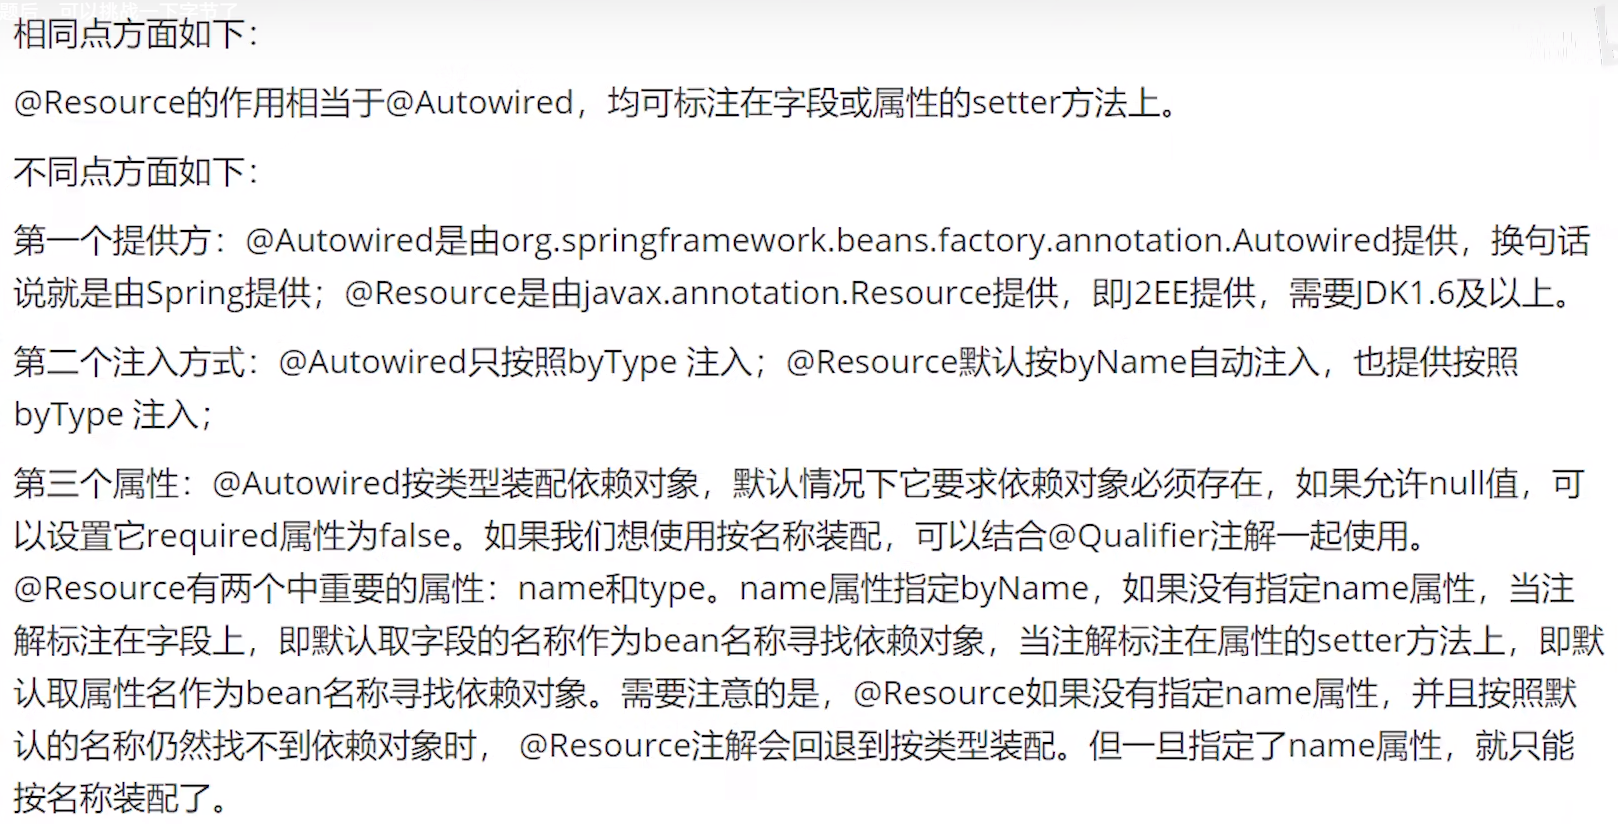 题后，可以挑战一下字节了
相同点方面如下：
@Resource的作用相当于@Autowired，均可标注在字段或属性的setter方法上。
不同点方面如下：
第一个提供方：@Autowired是由org.springframework.beans.factory.annotation.Autowired提供，换句话
说就是由Spring提供；@Resource是由javax.annotation.Resource提供，即J2EE提供，需要JDK1.6及以上。
第二个注入方式：@Autowired只按照byType 注入；@Resource默认按byName自动注入，也提供按照
byType 注入；
第三个属性：@Autowired按类型装配依赖对象，默认情况下它要求依赖对象必须存在，如果允许null值，可
以设置它required属性为false。如果我们想使用按名称装配，可以结合@Qualifier注解一起使用。
@Resource有两个中重要的属性：name和type。name属性指定byName，如果没有指定name属性，当注
解标注在字段上，即默认取字段的名称作为bean名称寻找依赖对象，当注解标注在属性的setter方法上，即默
认取属性名作为bean名称寻找依赖对象。需要注意的是，@Resource如果没有指定name属性，并且按照默
认的名称仍然找不到依赖对象时， @Resource注解会回退到按类型装配。但一旦指定了name属性，就只能
按名称装配了。